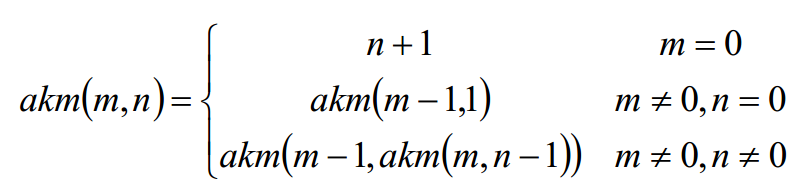 n + 1 m = 0
akm(m, n) = { akm(m − 1,1) m ≠ 0, n = 0
akm(m − 1, akm(m, n − 1)) m ≠ 0, n ≠ 0